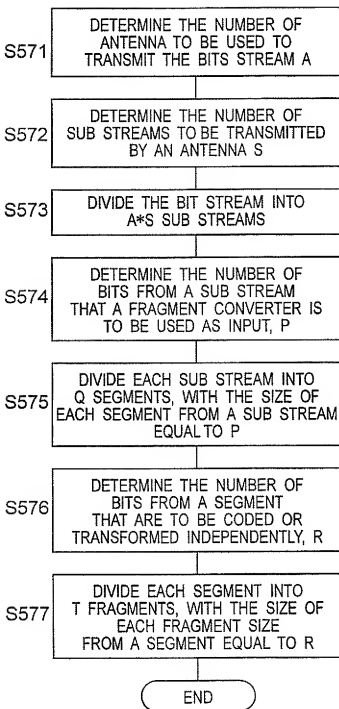 S571
DETERMINE THE NUMBER OF
ANTENNA TO BE USED TO
TRANSMIT THE BITS STREAM A
S572
DETERMINE THE NUMBER OF
SUB STREAMS TO BE TRANSMITTED
BY AN ANTENNA S
S573
DIVIDE THE BIT STREAM INTO
A*S SUB STREAMS
S574
DETERMINE THE NUMBER OF
BITS FROM A SUB STREAM
THAT A FRAGMENT CONVERTER IS
TO BE USED AS INPUT, P
S575
DIVIDE EACH SUB STREAM INTO
Q SEGMENTS, WITH THE SIZE OF
EACH SEGMENT FROM A SUB STREAM
EQUAL TO P
S576
DETERMINE THE NUMBER OF
BITS FROM A SEGMENT
THAT ARE TO BE CODED OR
TRANSFORMED INDEPENDENTLY, R
S577
DIVIDE EACH SEGMENT INTO
T FRAGMENTS, WITH THE SIZE OF
EACH FRAGMENT SIZE
FROM A SEGMENT EQUAL TO R
END